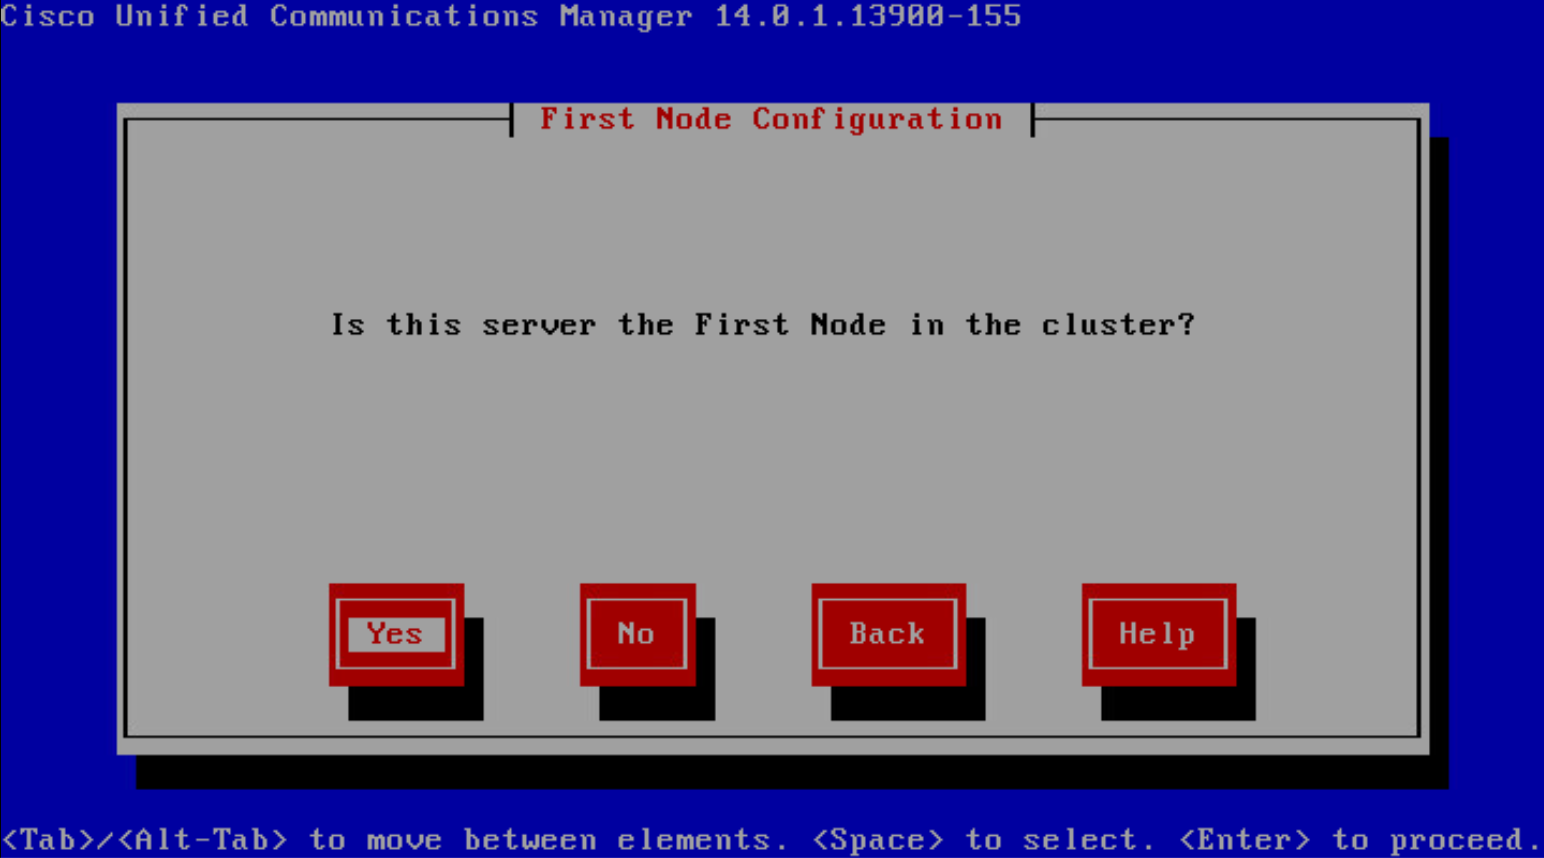 Cisco Unified Communications Manager 14.0.1.13900-155
First Node Configuration
Is this server the First Node in the cluster?
Yes No Back Help
<Tab>/<Alt-Tab> to move between elements. <Space> to select. <Enter> to proceed.